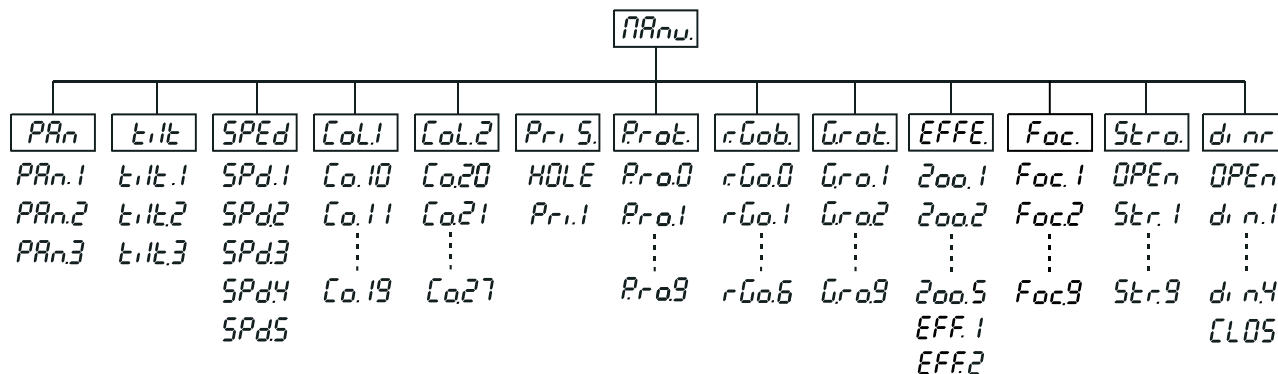 MAnu.
PAn tilt SPEd CoL.1 CoL.2 Pri S. P.rot. r.Gob. G.rot. EFFE. Foc. Stro. di nr
PAn.1 tilt.1 SPd.1 Co.10 Co.20 HOLE P.ro.0 r.Go.0 G.ro.1 Zoo.1 Foc.1 OPEn OPEn
PAn.2 tilt.2 SPd.2 Co.11 Co.21 Pri.1 P.ro.1 r.Go.1 G.ro.2 Zoo.2 Foc.2 Str.1 di n.1
PAn.3 tilt.3 SPd.3
SPd.4 Co.19 Co.27 P.ro.9 r.Go.6 G.ro.9 Zoo.5 Foc.9 Str.9 di n.4
SPd.5 EFF.1 CLOS
EFF.2